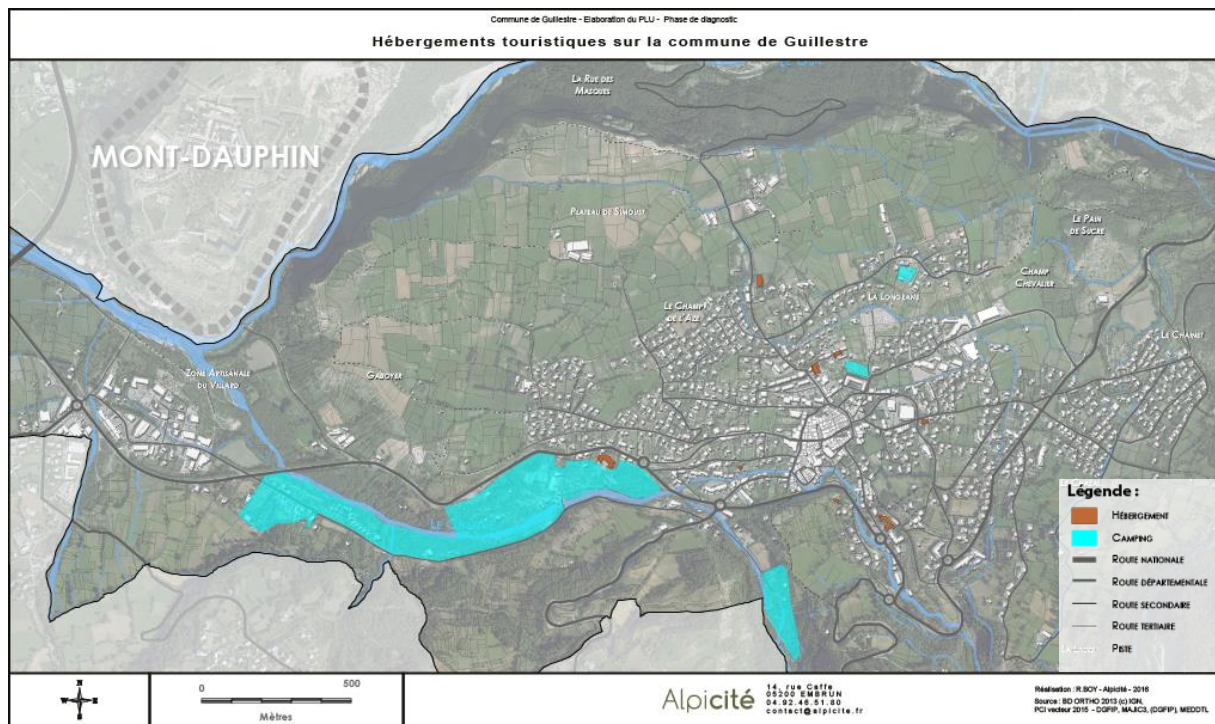 Commune de Guillestre - Elaboration du PLU - Phase de diagnostic
Hébergements touristiques sur la commune de Guillestre
LA RUE DES
MASQUES
MONT-DAUPHIN
PLATEAU DE SIMOUST
LE PAIN
DE SUCRE
CHAMP
CHEVALIER
LA LONGEANE
LE CHAMP
DE L'AZE
LE CHAINET
ZONE ARTISANALE
DU VILLARD
GABOYER
Légende :
HÉBERGEMENT
CAMPING
ROUTE NATIONALE
ROUTE DÉPARTEMENTALE
ROUTE SECONDAIRE
ROUTE TERTIAIRE
PISTE
N
W E
S
0 500
Mètres
Alpicité
14, rue Caffe
05200 EMBRUN
04.92.46.51.80
contact@alpicite.fr
Réalisation : R.BOY - Alpicité - 2016
Source : BD ORTHO 2013 (c) IGN,
PCI vecteur 2015 - DGFIP, MAJIC3, (DGFIP), MEDDTL